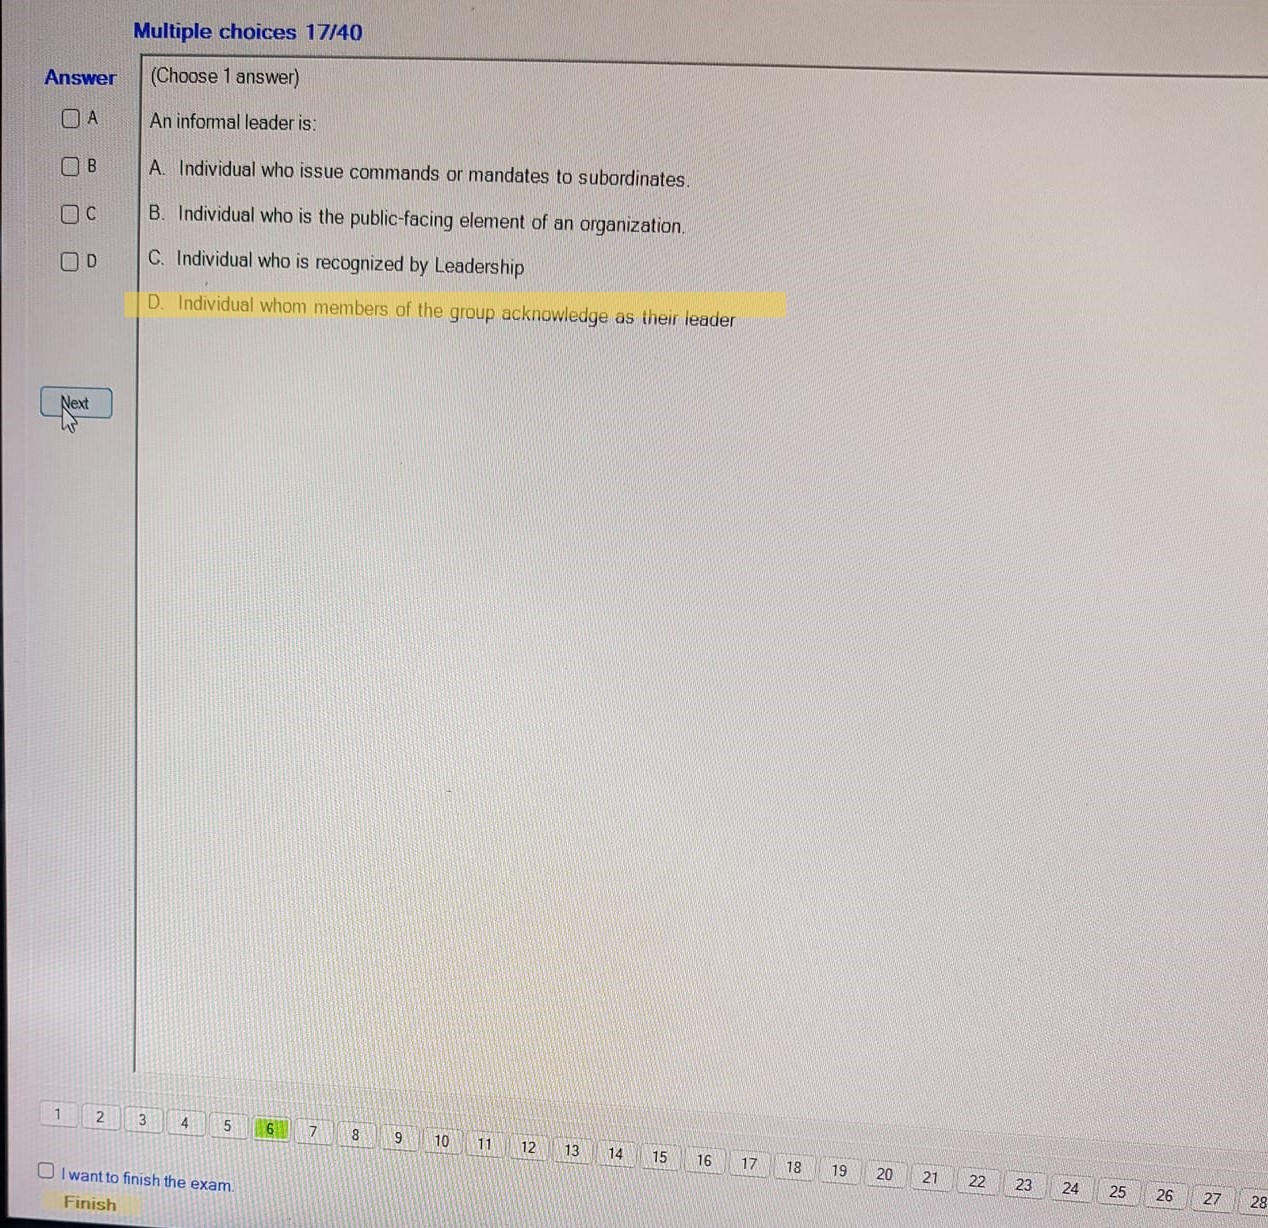 Multiple choices 17/40
Answer
(Choose 1 answer)
A
An informal leader is:
B
A. Individual who issue commands or mandates to subordinates.
C
B. Individual who is the public-facing element of an organization.
D
C. Individual who is recognized by Leadership
D. Individual whom members of the group acknowledge as their leader
Next
1 2 3 4 5 6 7 8 9 10 11 12 13 14 15 16 17 18 19 20 21 22 23 24 25 26 27 28
I want to finish the exam.
Finish